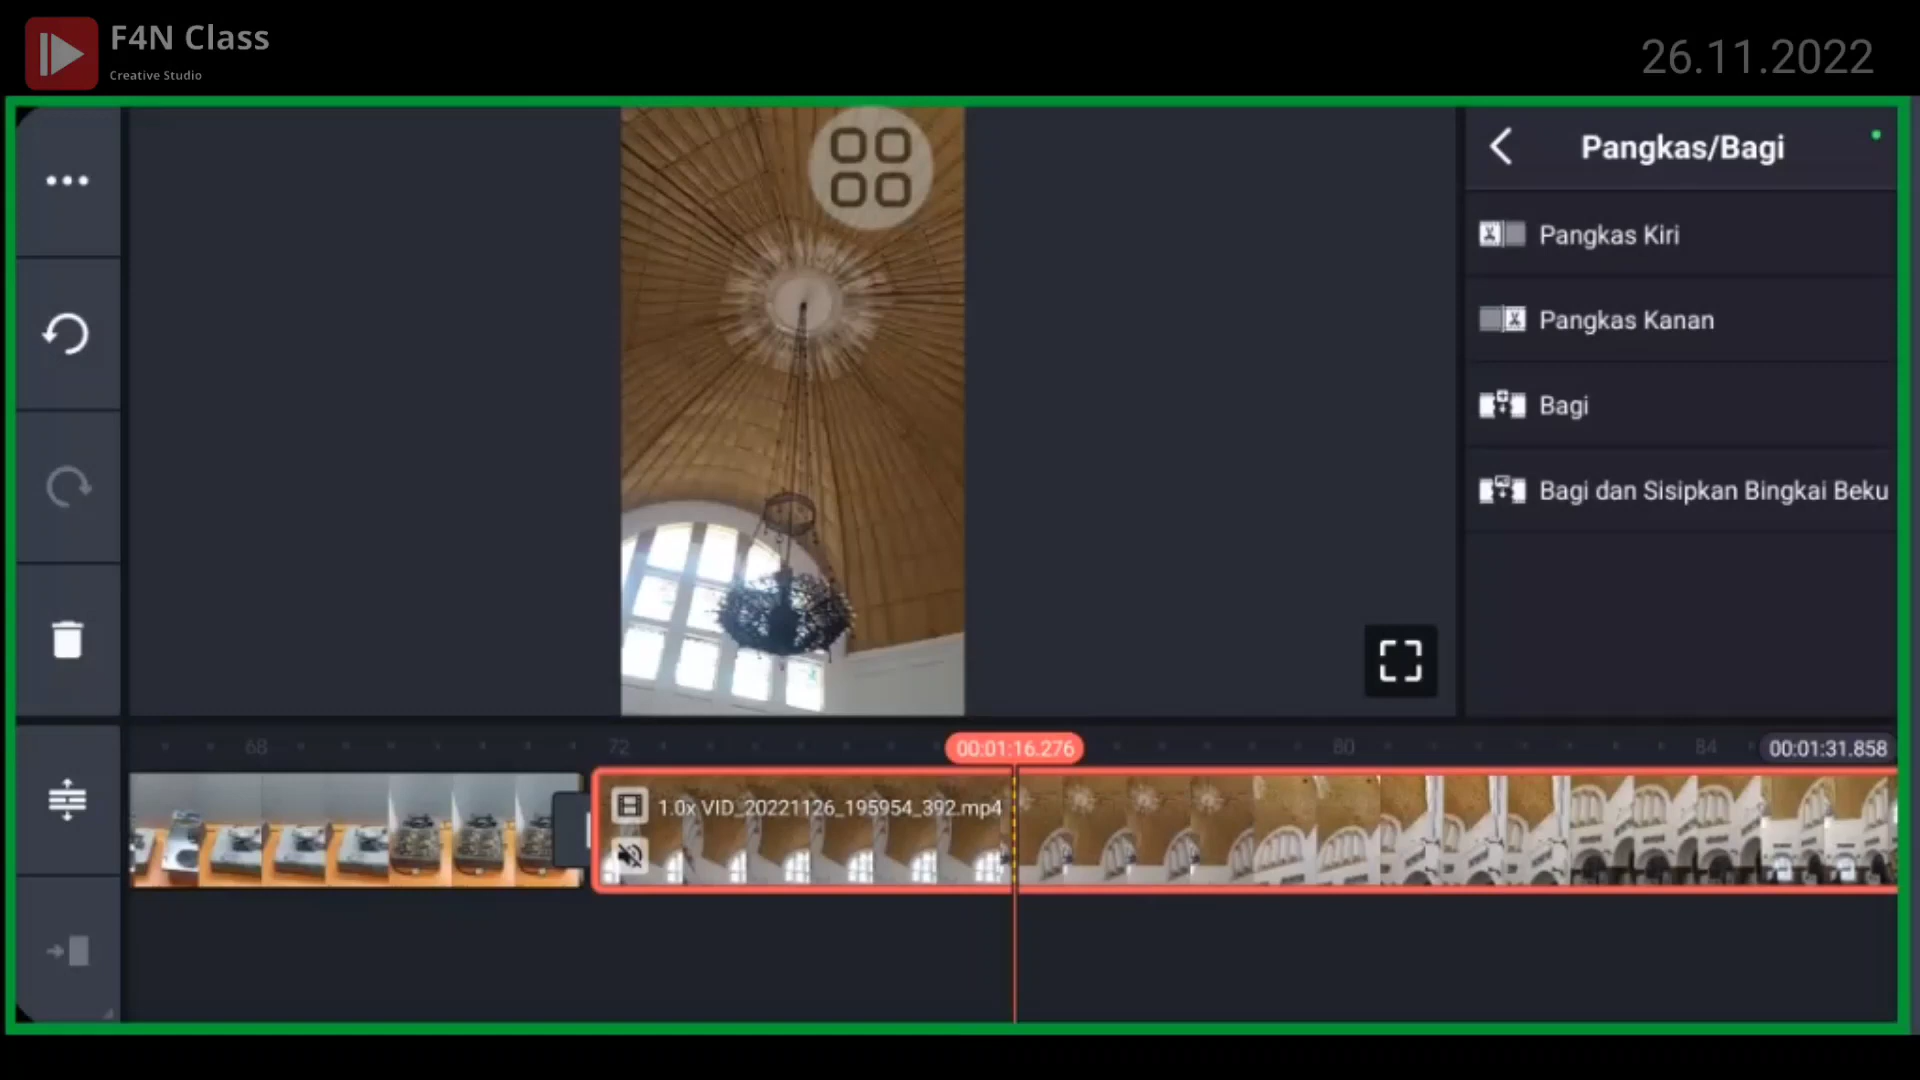 F4N Class
Creative Studio
26.11.2022
Pangkas/Bagi
Pangkas Kiri
Pangkas Kanan
Bagi
Bagi dan Sisipkan Bingkai Beku
68
72
00:01:16.276
80
84
00:01:31.858
1.0x VID_20221126_195954_392.mp4